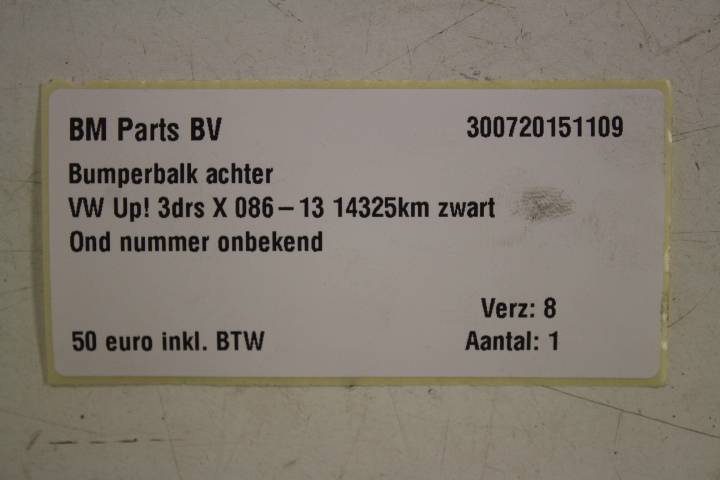 BM Parts BV 300720151109
Bumperbalk achter
VW Up! 3drs X 086–13 14325km zwart
Ond nummer onbekend
Verz: 8
50 euro inkl. BTW Aantal: 1